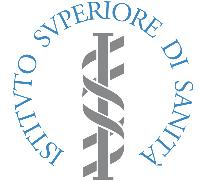 ISTITVTO SVPERIORE DI SANITÀ